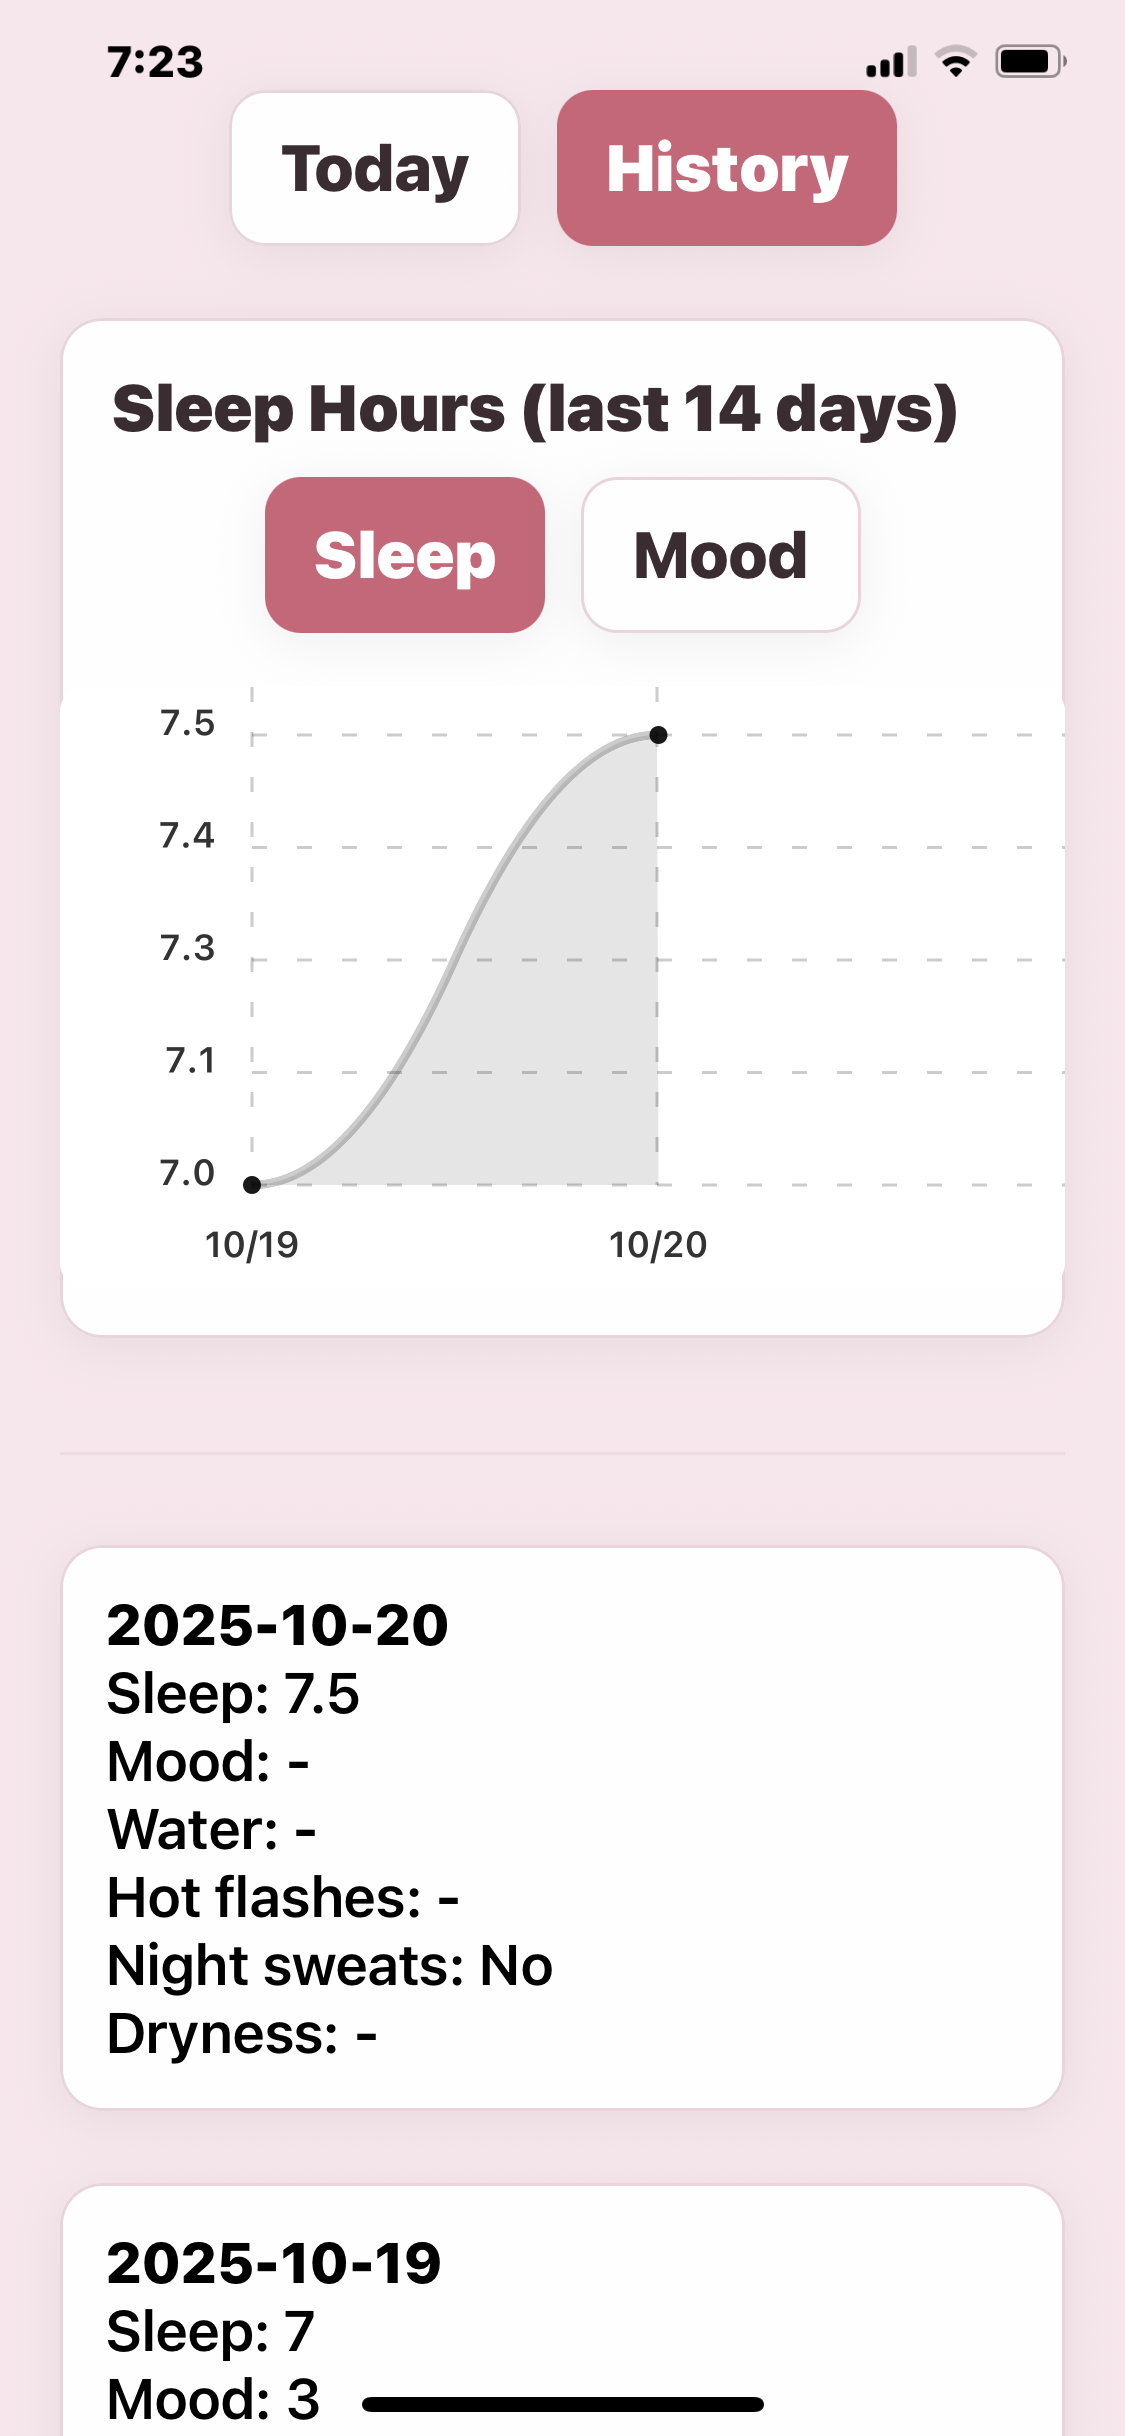 7:23
Today
History
Sleep Hours (last 14 days)
Sleep
Mood
7.5
7.4
7.3
7.1
7.0
10/19
10/20
2025-10-20
Sleep: 7.5
Mood: -
Water: -
Hot flashes: -
Night sweats: No
Dryness: -
2025-10-19
Sleep: 7
Mood: 3